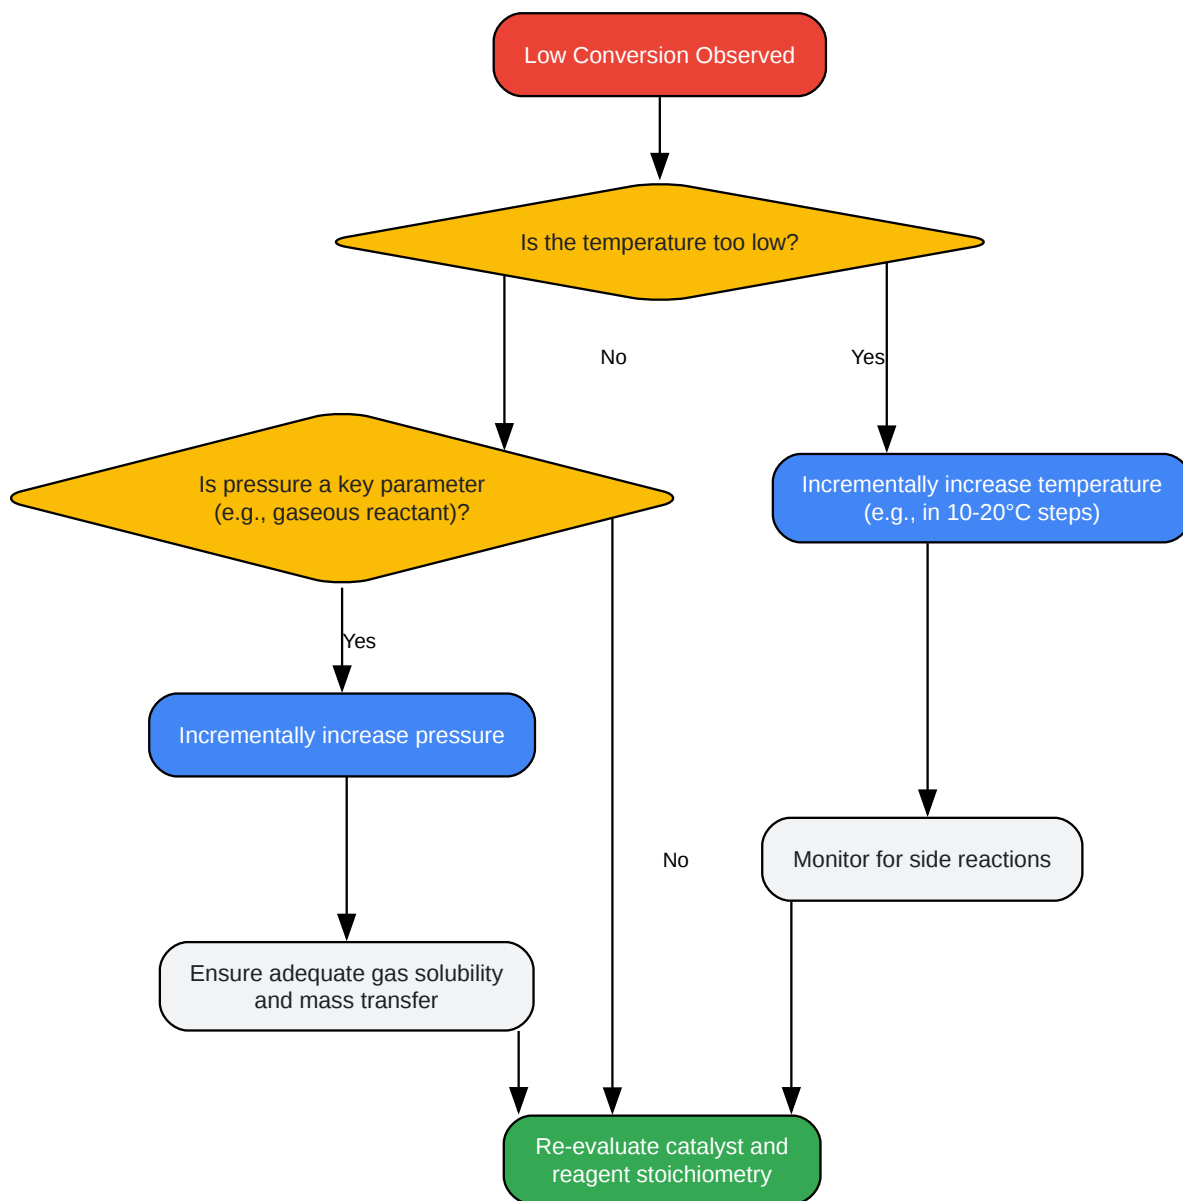 Low Conversion Observed
Is the temperature too low?
No
Yes
Is pressure a key parameter
(e.g., gaseous reactant)?
Incrementally increase temperature
(e.g., in 10-20°C steps)
Yes
Incrementally increase pressure
No
Monitor for side reactions
Ensure adequate gas solubility
and mass transfer
Re-evaluate catalyst and
reagent stoichiometry